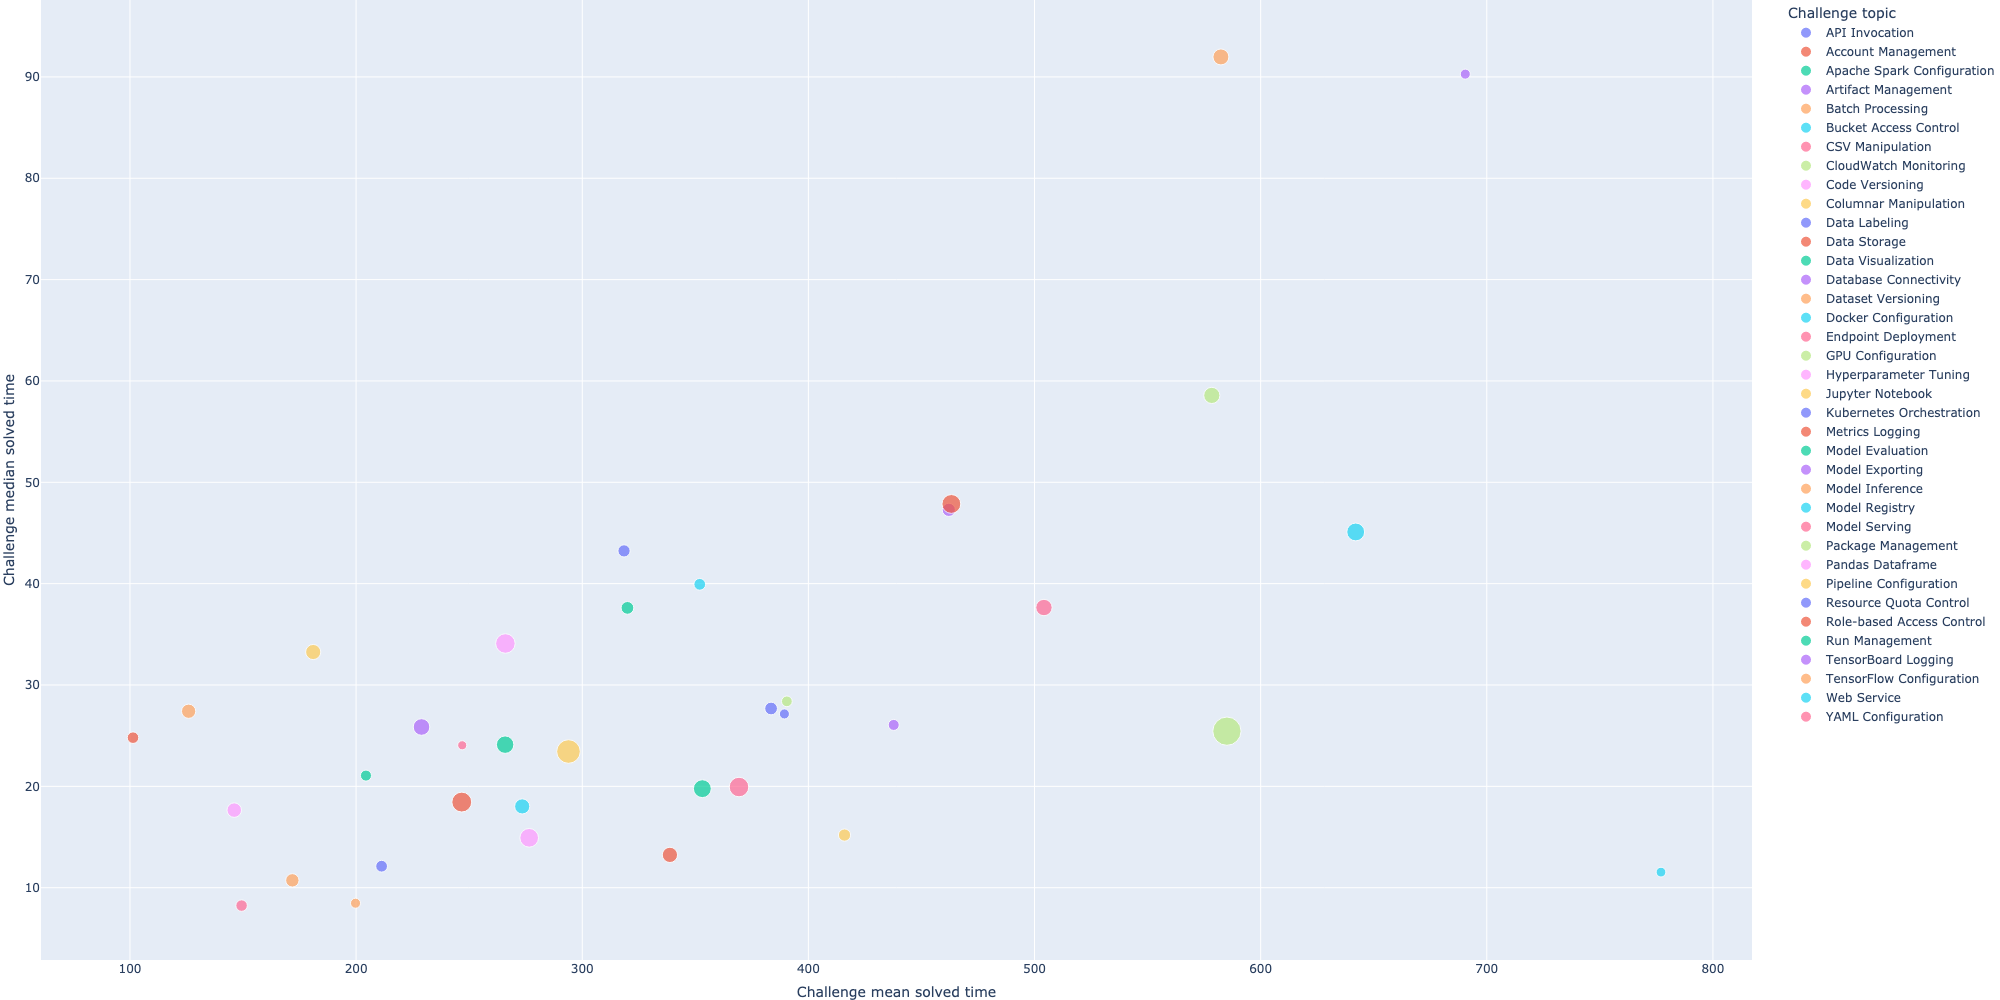 Challenge topic
API Invocation
Account Management
Apache Spark Configuration
Artifact Management
Batch Processing
Bucket Access Control
CSV Manipulation
CloudWatch Monitoring
Code Versioning
Columnar Manipulation
Data Labeling
Data Storage
Data Visualization
Database Connectivity
Dataset Versioning
Docker Configuration
Endpoint Deployment
GPU Configuration
Hyperparameter Tuning
Jupyter Notebook
Kubernetes Orchestration
Metrics Logging
Model Evaluation
Model Exporting
Model Inference
Model Registry
Model Serving
Package Management
Pandas Dataframe
Pipeline Configuration
Resource Quota Control
Role-based Access Control
Run Management
TensorBoard Logging
TensorFlow Configuration
Web Service
YAML Configuration
90
80
70
60
50
40
30
20
10
Challenge median solved time
100 200 300 400 500 600 700 800
Challenge mean solved time